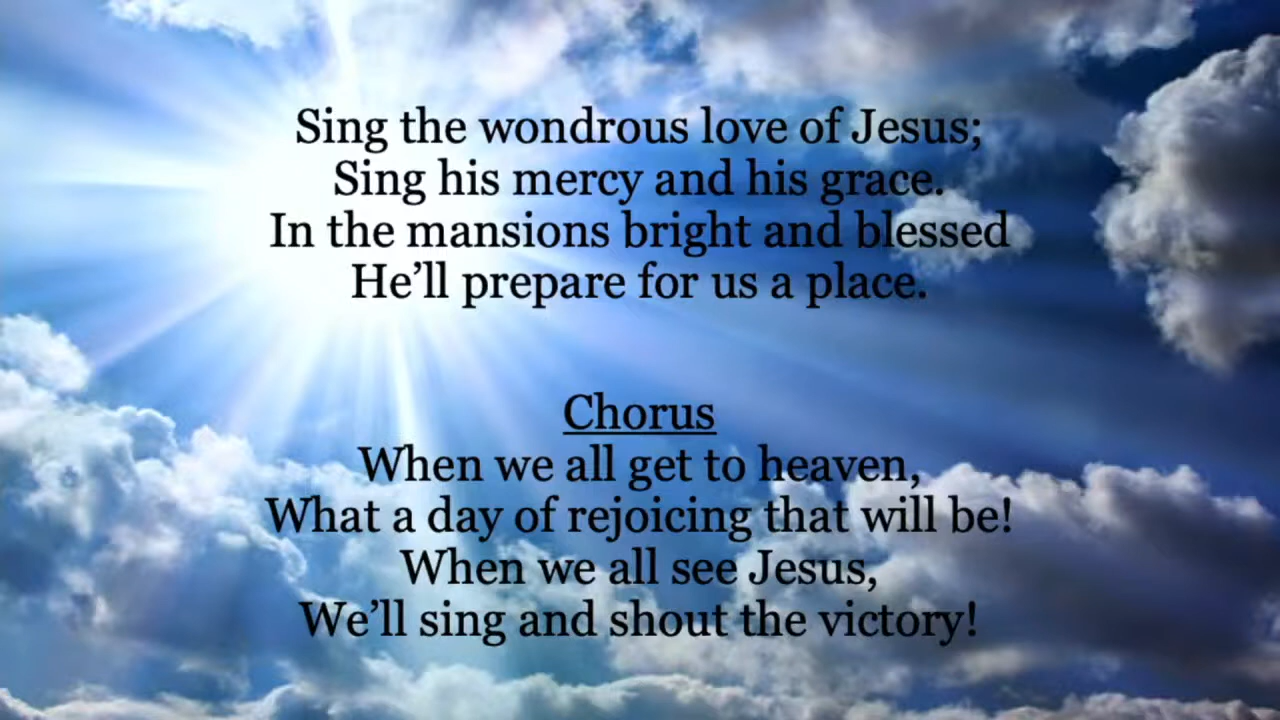 Sing the wondrous love of Jesus;
Sing his mercy and his grace.
In the mansions bright and blessed
He’ll prepare for us a place.
Chorus
When we all get to heaven,
What a day of rejoicing that will be!
When we all see Jesus,
We’ll sing and shout the victory!